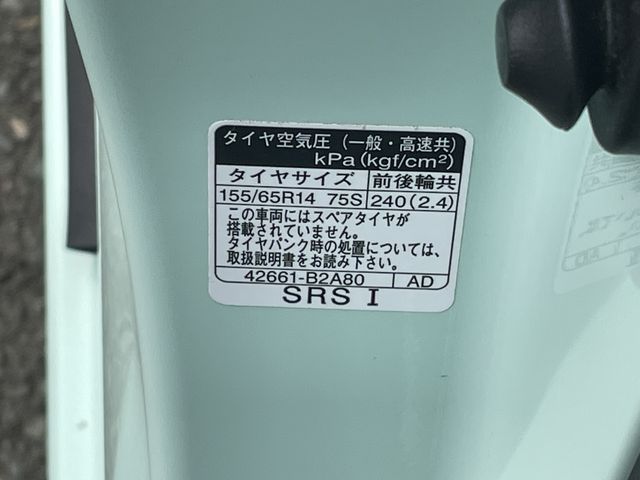 タイヤ空気圧 (一般・高速共)
kPa(kgf/cm²)
タイヤサイズ 前後輪共
155/65R14 75S 240(2.4)
この車両にはスペアタイヤが
搭載されていません。
タイヤパンク時の処置については、
取扱説明書をお読み下さい。
42661-B2A80 AD
SRS I